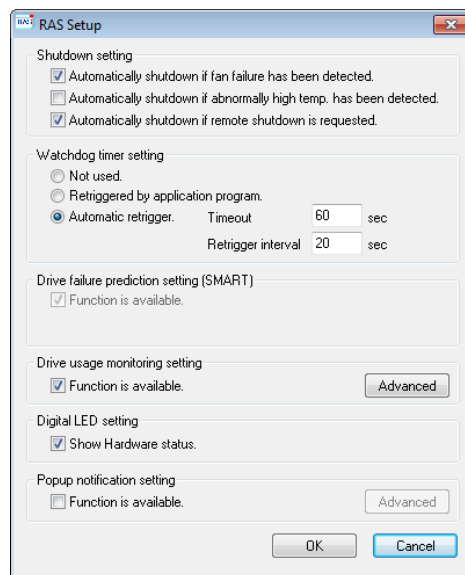 RAS RAS Setup
Shutdown setting
Automatically shutdown if fan failure has been detected.
Automatically shutdown if abnormally high temp. has been detected.
Automatically shutdown if remote shutdown is requested.
Watchdog timer setting
Not used.
Retriggered by application program.
Automatic retrigger. Timeout 60 sec
Retrigger interval 20 sec
Drive failure prediction setting (SMART)
Function is available.
Drive usage monitoring setting
Function is available. Advanced
Digital LED setting
Show Hardware status.
Popup notification setting
Function is available. Advanced
OK Cancel